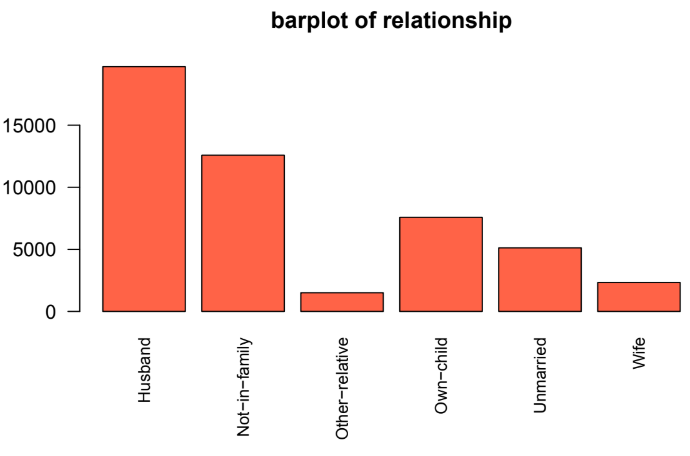 barplot of relationship
15000
10000
5000
0
Husband
Not−in−family
Other−relative
Own−child
Unmarried
Wife